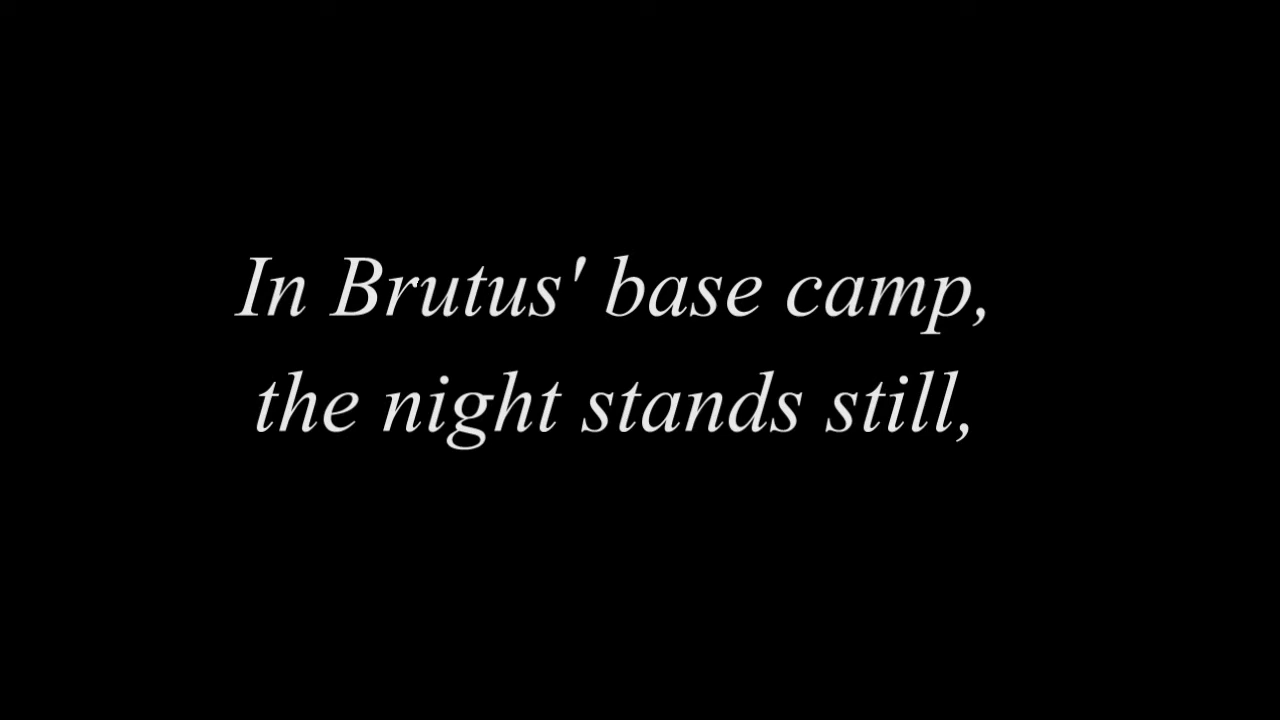 In Brutus' base camp,
the night stands still,